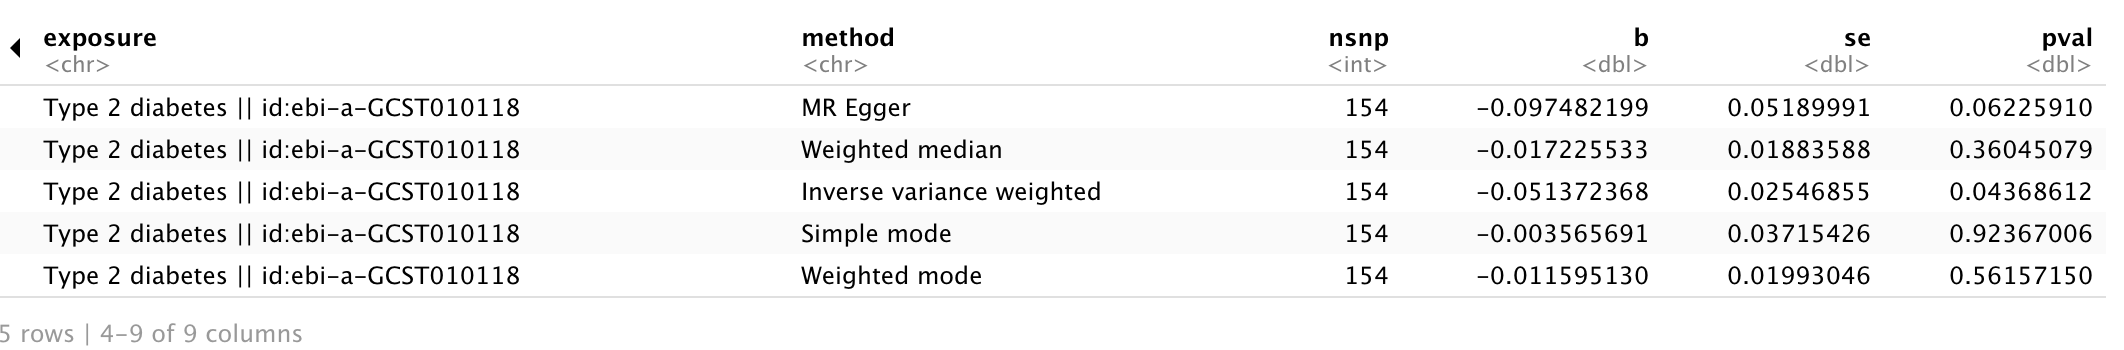 exposure method nsnp b se pval
<chr> <chr> <int> <dbl> <dbl> <dbl>
Type 2 diabetes || id:ebi-a-GCST010118 MR Egger 154 -0.097482199 0.05189991 0.06225910
Type 2 diabetes || id:ebi-a-GCST010118 Weighted median 154 -0.017225533 0.01883588 0.36045079
Type 2 diabetes || id:ebi-a-GCST010118 Inverse variance weighted 154 -0.051372368 0.02546855 0.04368612
Type 2 diabetes || id:ebi-a-GCST010118 Simple mode 154 -0.003565691 0.03715426 0.92367006
Type 2 diabetes || id:ebi-a-GCST010118 Weighted mode 154 -0.011595130 0.01993046 0.56157150
5 rows | 4-9 of 9 columns